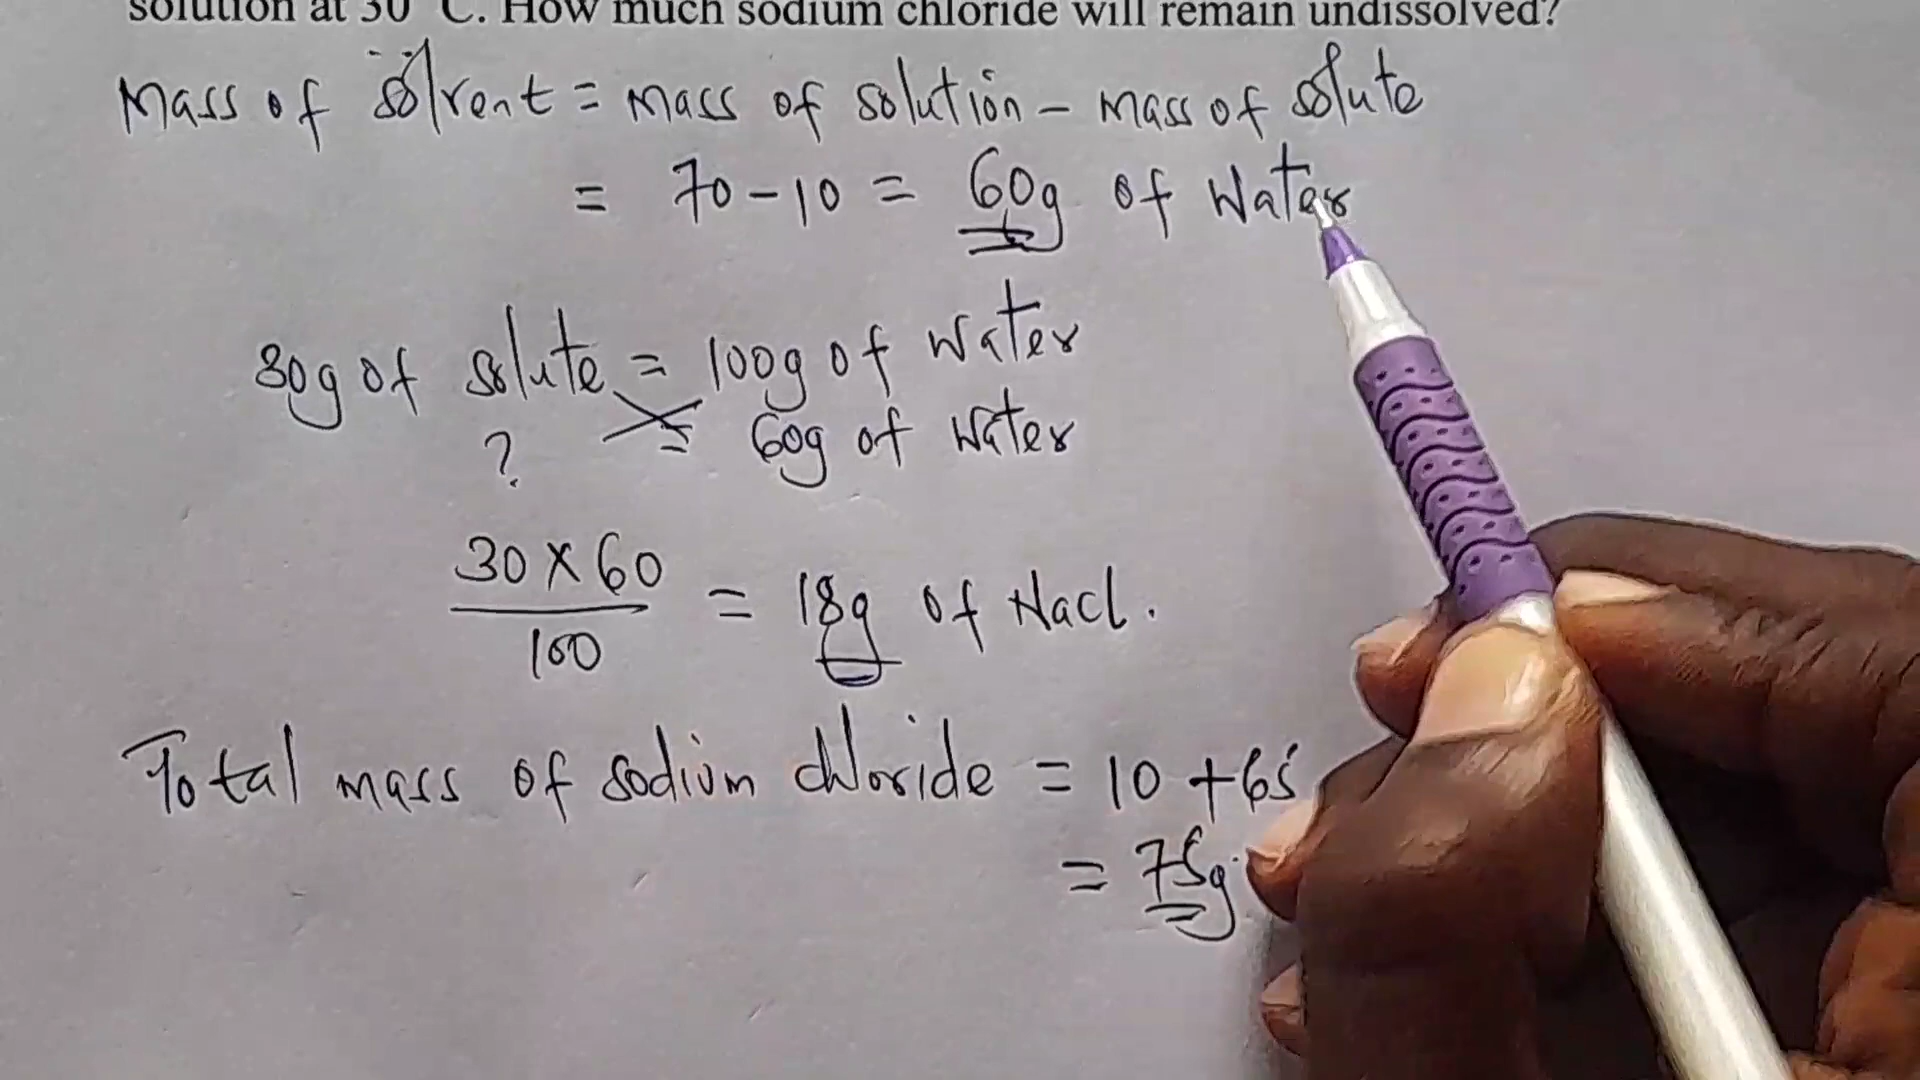 solution at 30 °C. How much sodium chloride will remain undissolved?
Mass of solvent = mass of solution - mass of solute
= 70 - 10 = 60g of water
30g of solute = 100g of water
? = 60g of water
30 x 60
100
= 18g of Nacl.
Total mass of sodium chloride = 10 + 65
= 75g